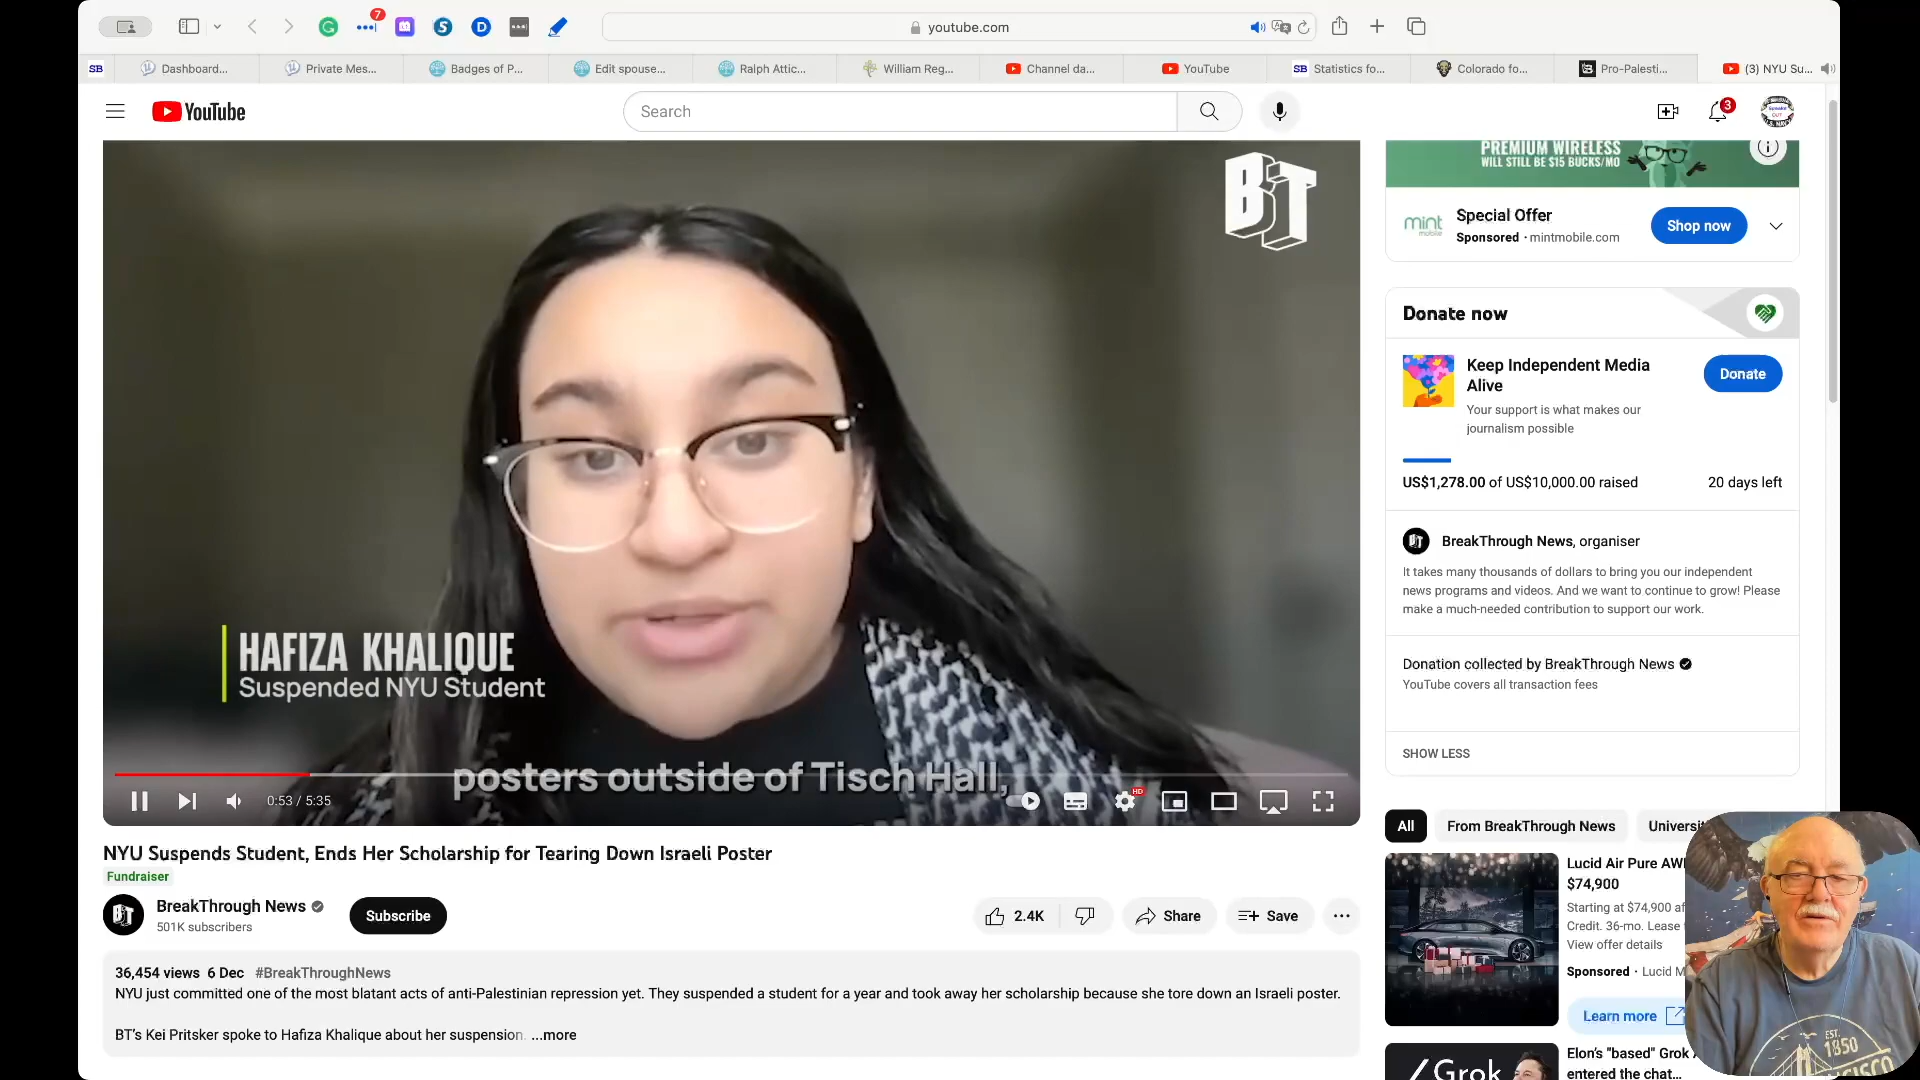 7
youtube.com
SB
Dashboard...
Private Mes...
Badges of P...
Edit spouse...
Ralph Attic...
William Reg...
Channel da...
YouTube
SB Statistics fo...
Colorado fo...
Pro-Palesti...
(3) NYU Su...
YouTube
Search
3
BT
HAFIZA KHALIQUE
Suspended NYU Student
posters outside of Tisch Hall,
0:53 / 5:35
HD
PREMIUM WIRELESS
WILL STILL BE $15 BUCKS/MO
mint
mobile
Special Offer
Sponsored · mintmobile.com
Shop now
Donate now
Keep Independent Media
Alive
Your support is what makes our
journalism possible
Donate
US$1,278.00 of US$10,000.00 raised
20 days left
BreakThrough News, organiser
It takes many thousands of dollars to bring you our independent
news programs and videos. And we want to continue to grow! Please
make a much-needed contribution to support our work.
Donation collected by BreakThrough News
YouTube covers all transaction fees
SHOW LESS
All
From BreakThrough News
Universit
NYU Suspends Student, Ends Her Scholarship for Tearing Down Israeli Poster
Fundraiser
BT
BreakThrough News
501K subscribers
Subscribe
2.4K
Share
Save
36,454 views 6 Dec #BreakThroughNews
NYU just committed one of the most blatant acts of anti-Palestinian repression yet. They suspended a student for a year and took away her scholarship because she tore down an Israeli poster.
BT's Kei Pritsker spoke to Hafiza Khalique about her suspension ...more
Lucid Air Pure AW
$74,900
Starting at $74,900 af
Credit. 36-mo. Lease
View offer details
Sponsored · Lucid M
Learn more
Elon's "based" Grok
entered the chat...
Grok
EST.
1850